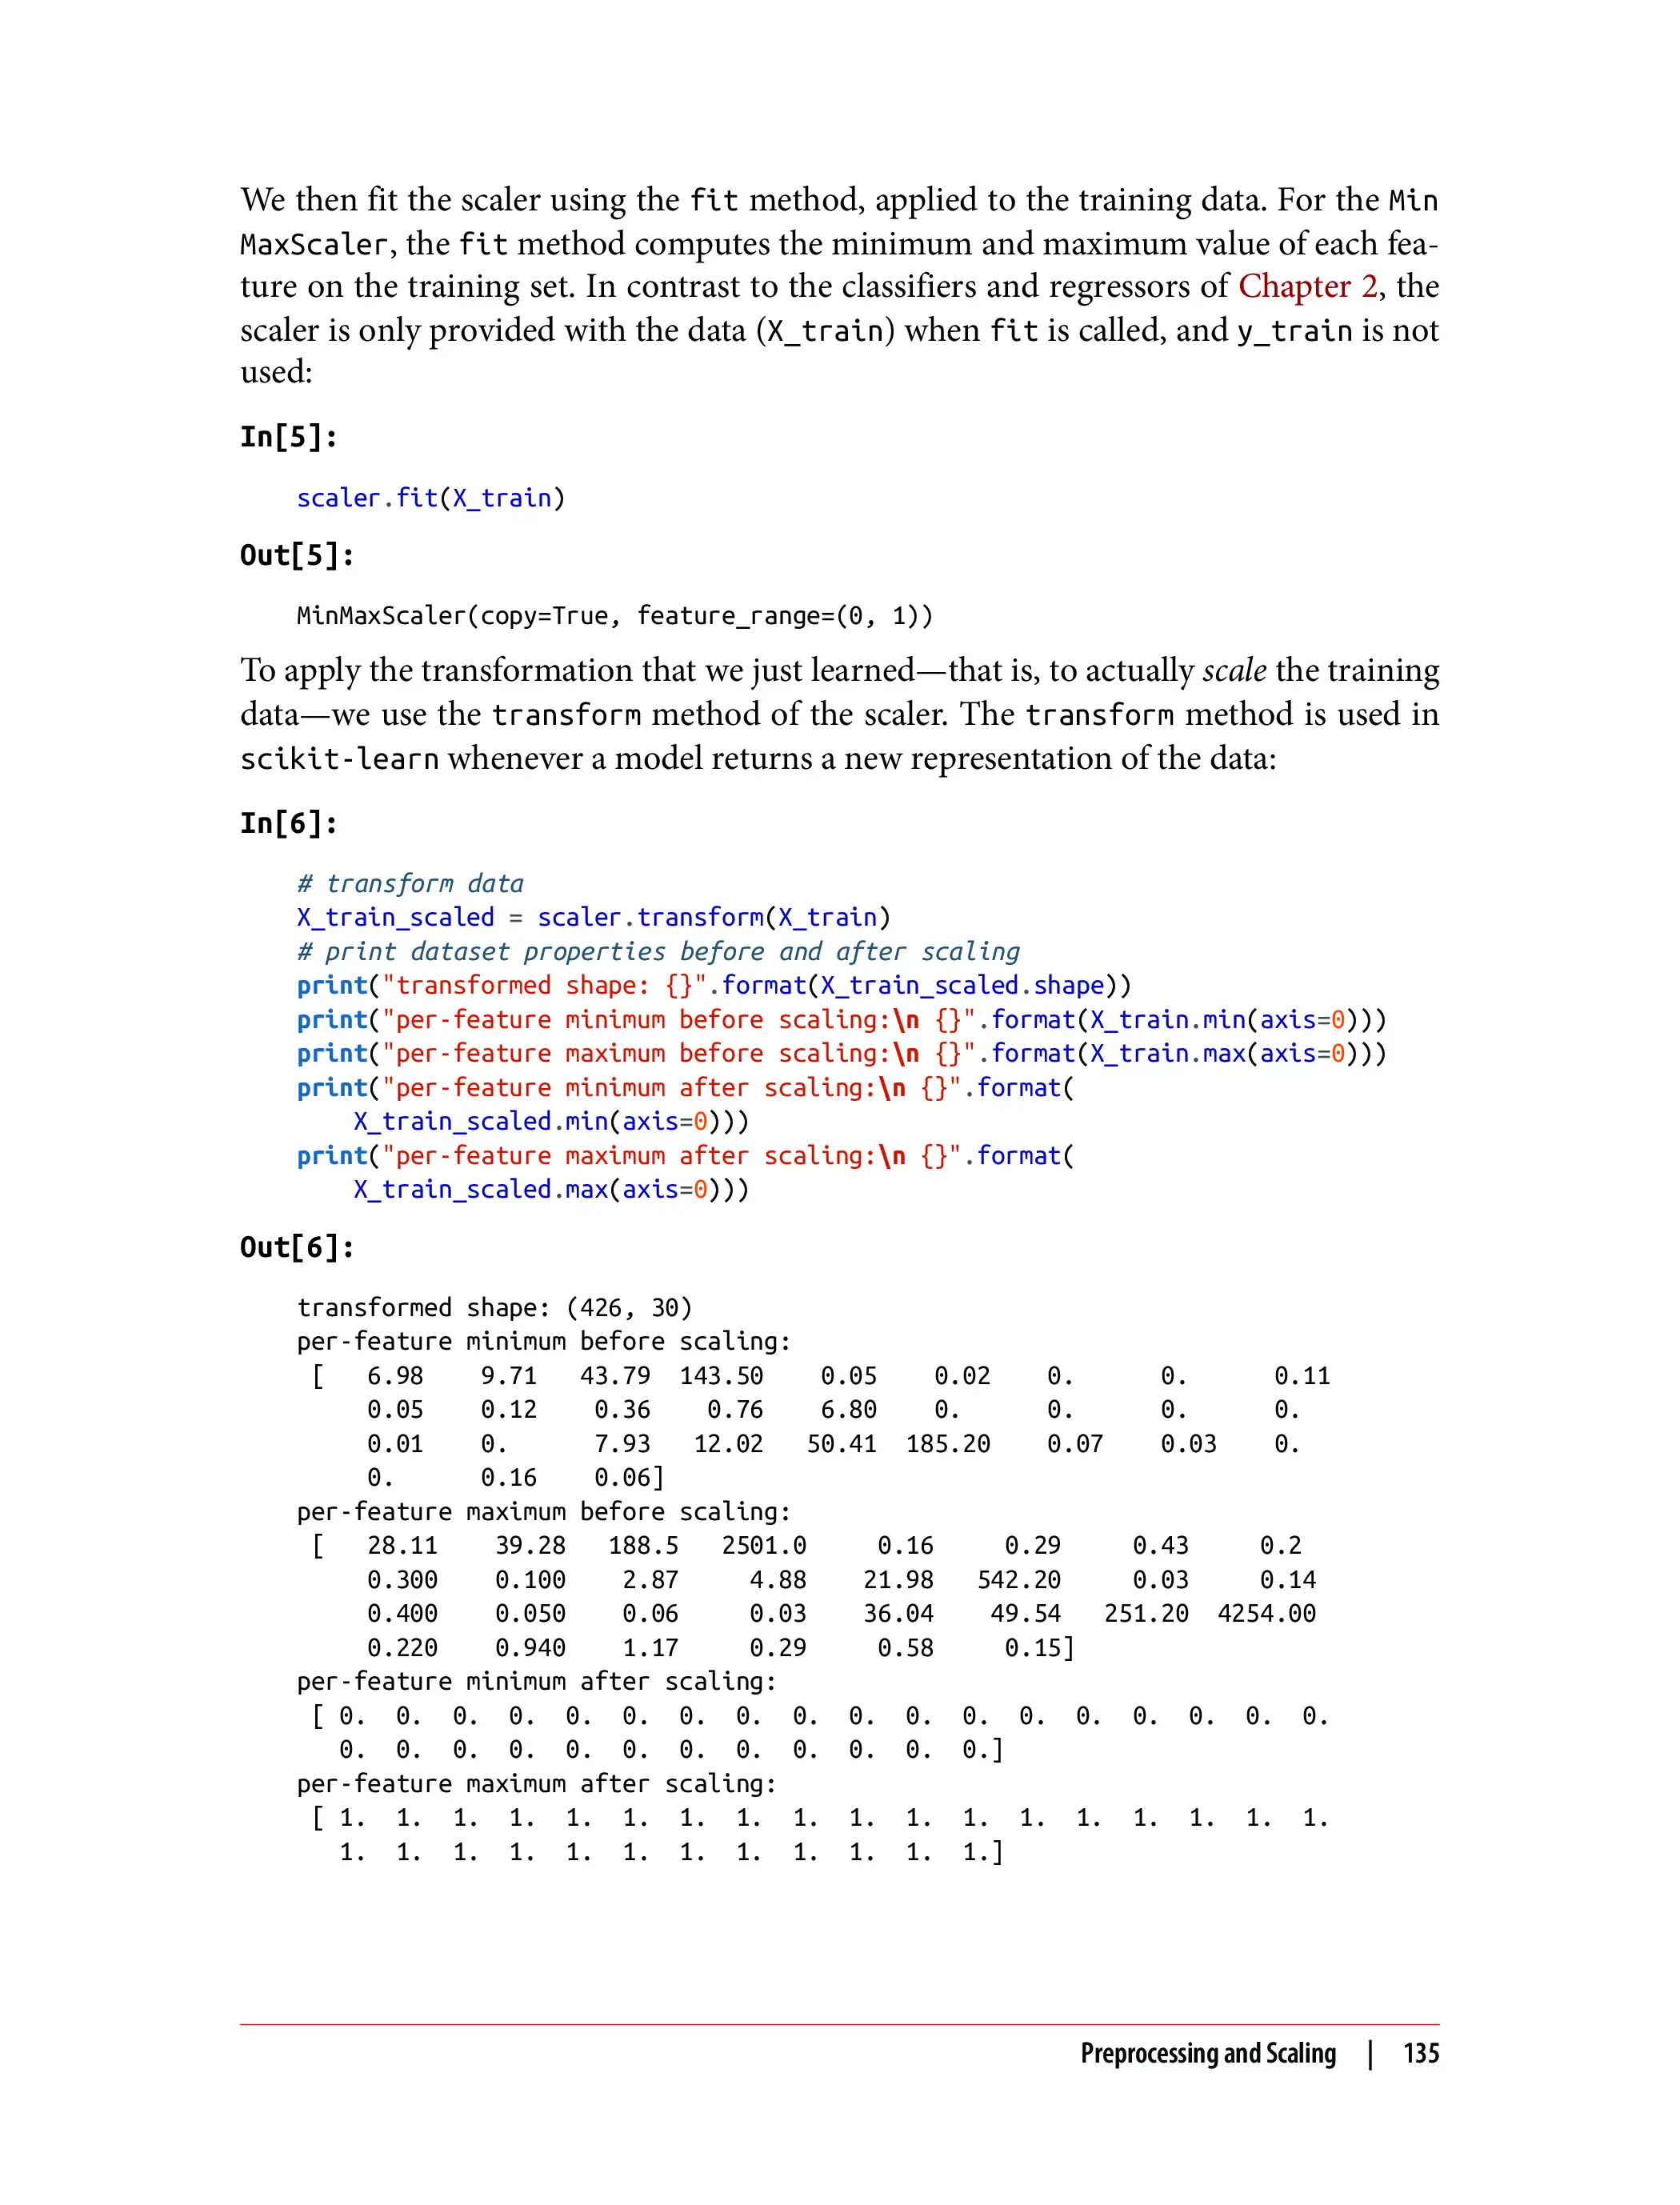 We then fit the scaler using the fit method, applied to the training data. For the Min
MaxScaler, the fit method computes the minimum and maximum value of each fea-
ture on the training set. In contrast to the classifiers and regressors of Chapter 2, the
scaler is only provided with the data (X_train) when fit is called, and y_train is not
used:
In[5]:
scaler.fit(X_train)
Out[5]:
MinMaxScaler(copy=True, feature_range=(0, 1))
To apply the transformation that we just learned—that is, to actually scale the training
data—we use the transform method of the scaler. The transform method is used in
scikit-learn whenever a model returns a new representation of the data:
In[6]:
# transform data
X_train_scaled = scaler.transform(X_train)
# print dataset properties before and after scaling
print("transformed shape: {}".format(X_train_scaled.shape))
print("per-feature minimum before scaling:\n {}".format(X_train.min(axis=0)))
print("per-feature maximum before scaling:\n {}".format(X_train.max(axis=0)))
print("per-feature minimum after scaling:\n {}".format(
    X_train_scaled.min(axis=0)))
print("per-feature maximum after scaling:\n {}".format(
    X_train_scaled.max(axis=0)))
Out[6]:
transformed shape: (426, 30)
per-feature minimum before scaling:
 [   6.98    9.71   43.79  143.50    0.05    0.02    0.      0.      0.11
     0.05    0.12    0.36    0.76    6.80    0.      0.      0.      0.
     0.01    0.      7.93   12.02   50.41  185.20    0.07    0.03    0.
     0.      0.16    0.06]
per-feature maximum before scaling:
 [   28.11    39.28   188.5   2501.0     0.16     0.29     0.43     0.2
     0.300    0.100    2.87     4.88    21.98   542.20     0.03     0.14
     0.400    0.050    0.06     0.03    36.04    49.54   251.20  4254.00
     0.220    0.940    1.17     0.29     0.58     0.15]
per-feature minimum after scaling:
 [ 0.  0.  0.  0.  0.  0.  0.  0.  0.  0.  0.  0.  0.  0.  0.  0.  0.  0.
   0.  0.  0.  0.  0.  0.  0.  0.  0.  0.  0.  0.]
per-feature maximum after scaling:
 [ 1.  1.  1.  1.  1.  1.  1.  1.  1.  1.  1.  1.  1.  1.  1.  1.  1.  1.
   1.  1.  1.  1.  1.  1.  1.  1.  1.  1.  1.  1.]
Preprocessing and Scaling | 135